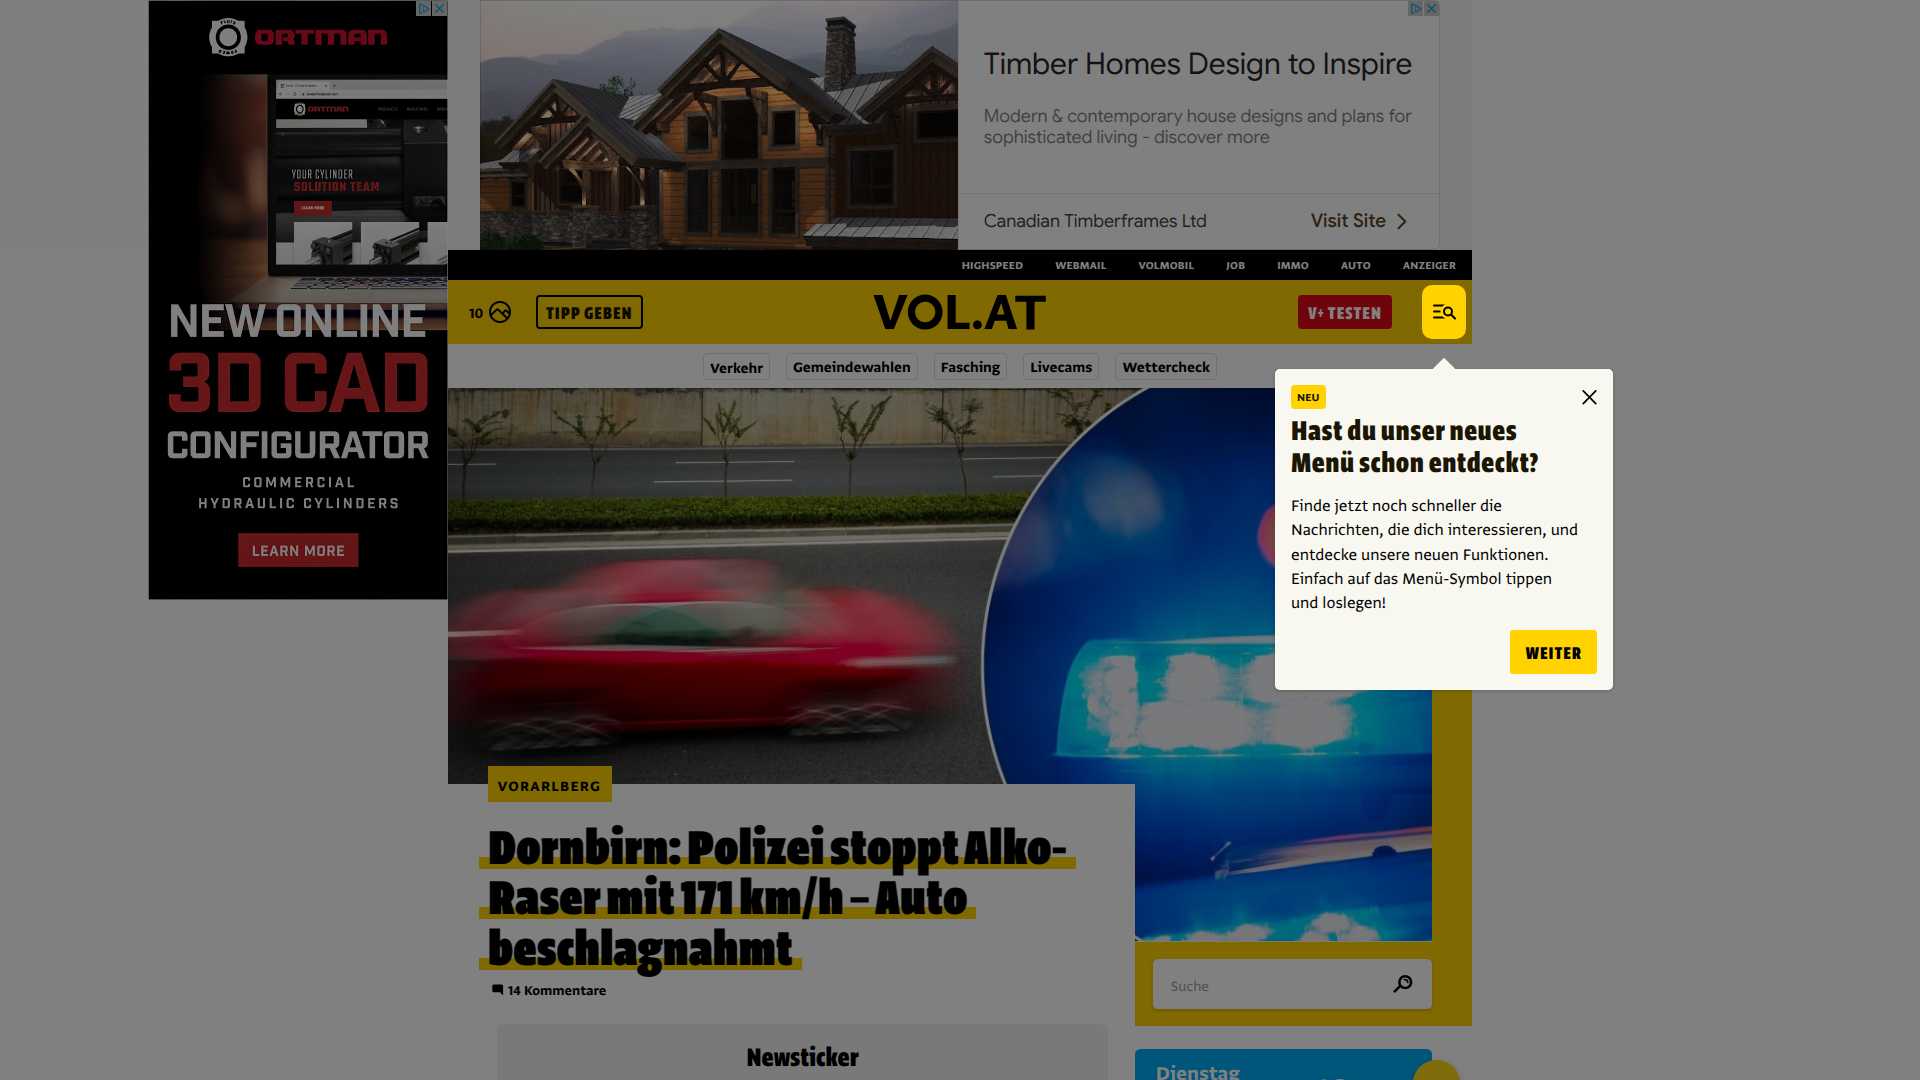 ORTMAN
ORTMAN
YOUR CYLINDER
SOLUTION TEAM
LEARN MORE
NEW ONLINE
3D CAD
CONFIGURATOR
COMMERCIAL
HYDRAULIC CYLINDERS
LEARN MORE
Timber Homes Design to Inspire
Modern & contemporary house designs and plans for
sophisticated living - discover more
Canadian Timberframes Ltd
Visit Site
HIGHSPEED WEBMAIL VOLMOBIL JOB IMMO AUTO ANZEIGER
10
TIPP GEBEN
VOL.AT
V+ TESTEN
Verkehr Gemeindewahlen Fasching Livecams Wettercheck
NEU
Hast du unser neues
Menü schon entdeckt?
Finde jetzt noch schneller die
Nachrichten, die dich interessieren, und
entdecke unsere neuen Funktionen.
Einfach auf das Menü-Symbol tippen
und loslegen!
WEITER
VORARLBERG
Dornbirn: Polizei stoppt Alko-
Raser mit 171 km/h – Auto
beschlagnahmt
14 Kommentare
Suche
Newsticker
Dienstag